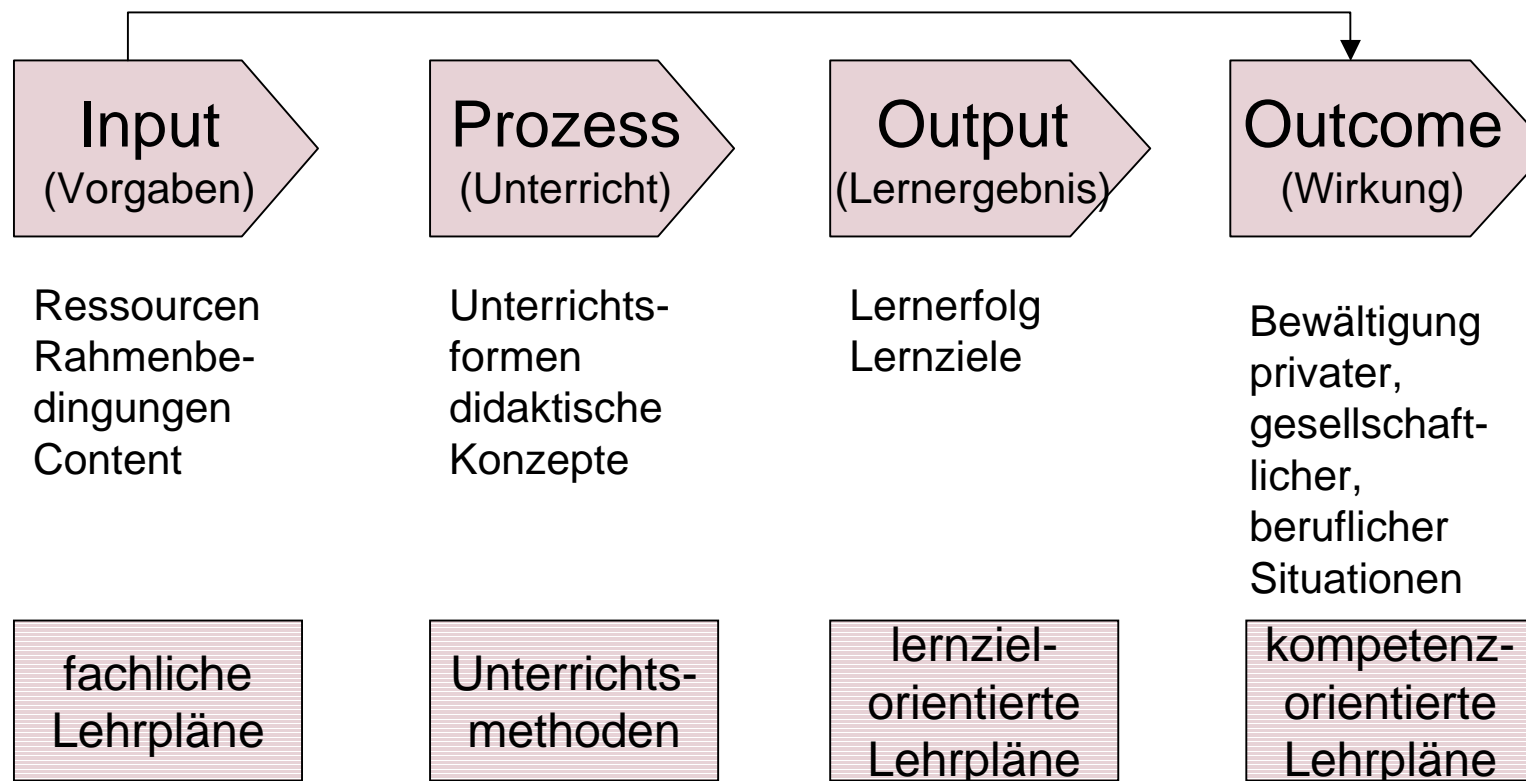 Input
(Vorgaben)
Prozess
(Unterricht)
Output
(Lernergebnis)
Outcome
(Wirkung)
Ressourcen
Rahmenbe-
dingungen
Content
Unterrichts-
formen
didaktische
Konzepte
Lernerfolg
Lernziele
Bewältigung
privater,
gesellschaft-
licher,
beruflicher
Situationen
fachliche
Lehrpläne
Unterrichts-
methoden
lernziel-
orientierte
Lehrpläne
kompetenz-
orientierte
Lehrpläne